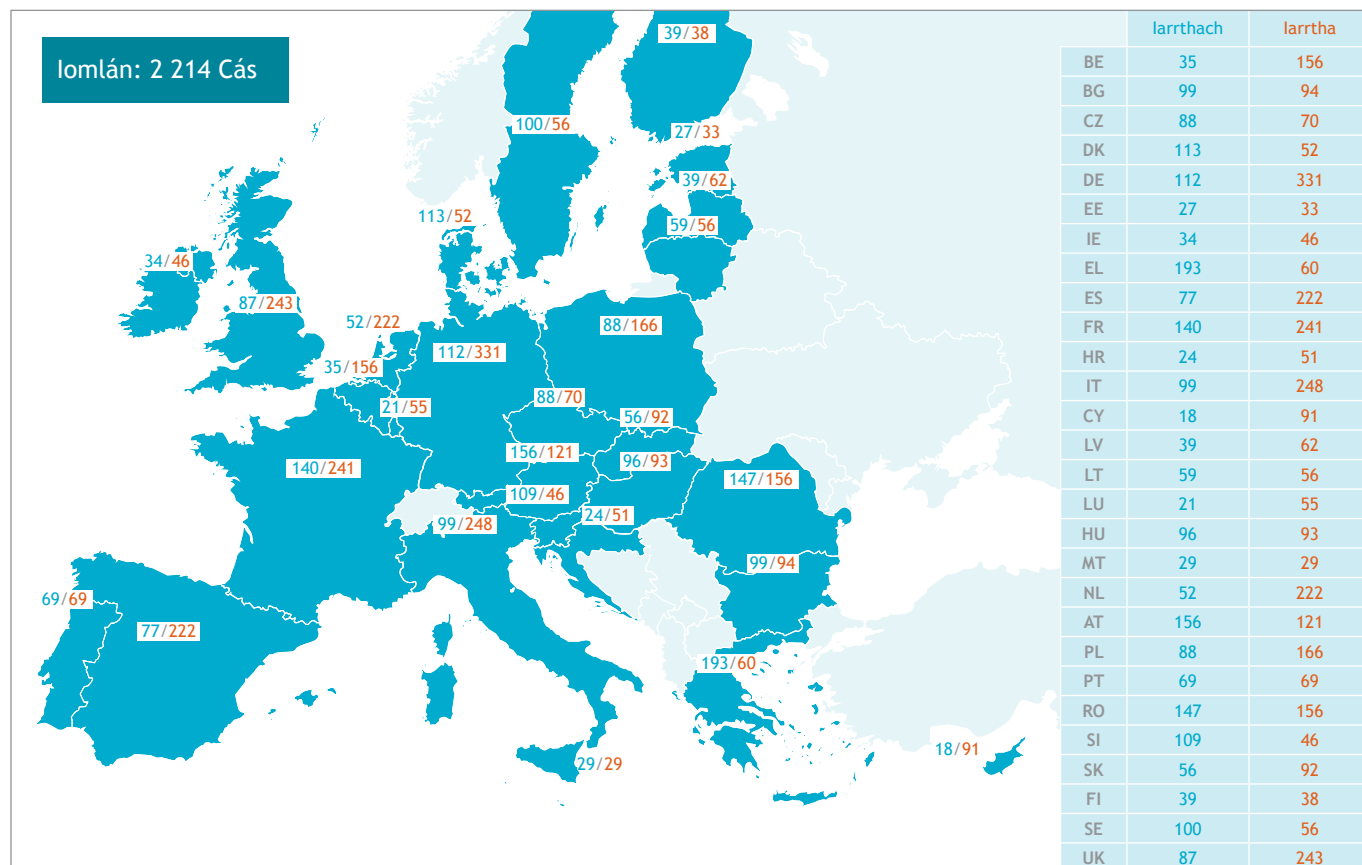 Iomlán: 2 214 Cás
39/38
100/56
27/33
39/62
113/52
59/56
34/46
87/243
52/222
88/166
112/331
35/156
88/70
21/55
56/92
156/121
96/93
140/241
147/156
109/46
24/51
99/248
99/94
69/69
77/222
193/60
18/91
29/29
Iarrthach Iarrtha
BE 35 156
BG 99 94
CZ 88 70
DK 113 52
DE 112 331
EE 27 33
IE 34 46
EL 193 60
ES 77 222
FR 140 241
HR 24 51
IT 99 248
CY 18 91
LV 39 62
LT 59 56
LU 21 55
HU 96 93
MT 29 29
NL 52 222
AT 156 121
PL 88 166
PT 69 69
RO 147 156
SI 109 46
SK 56 92
FI 39 38
SE 100 56
UK 87 243